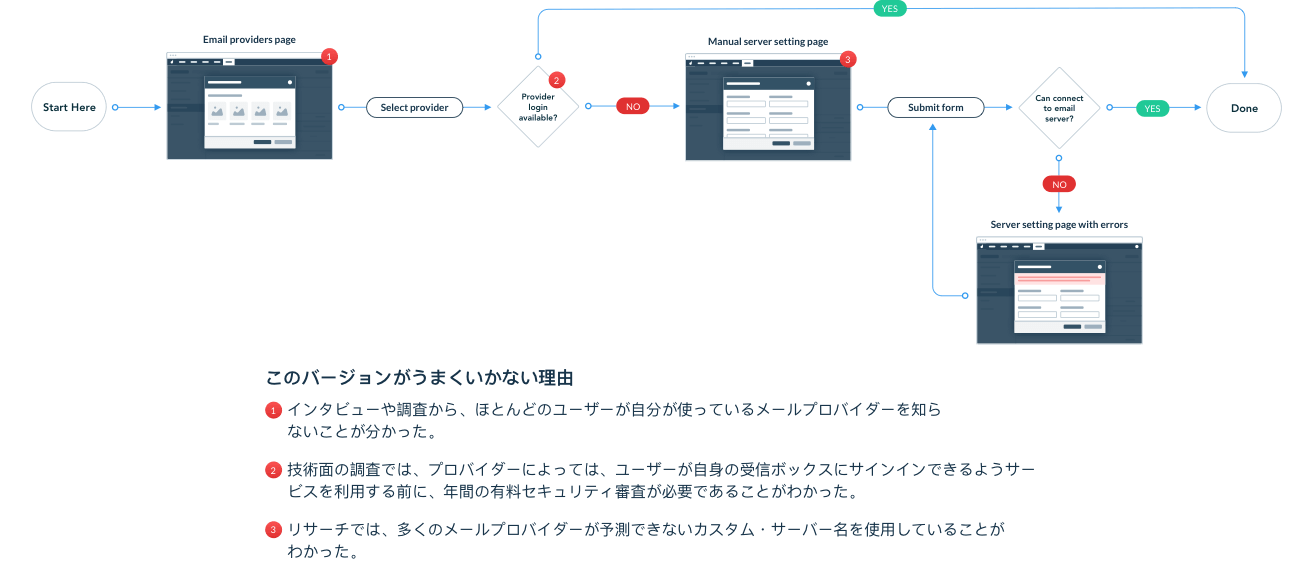 YES
Email providers page
Manual server setting page
1
2
3
Start Here
Select provider
Provider
login
available?
NO
Submit form
Can connect
to email
server?
YES
Done
NO
Server setting page with errors
このバージョンがうまくいかない理由
1 インタビューや調査から、ほとんどのユーザーが自分が使っているメールプロバイダーを知ら
ないことが分かった。
2 技術面の調査では、プロバイダーによっては、ユーザーが自身の受信ボックスにサインインできるようサー
ビスを利用する前に、年間の有料セキュリティ審査が必要であることがわかった。
3 リサーチでは、多くのメールプロバイダーが予測できないカスタム・サーバー名を使用していることが
わかった。